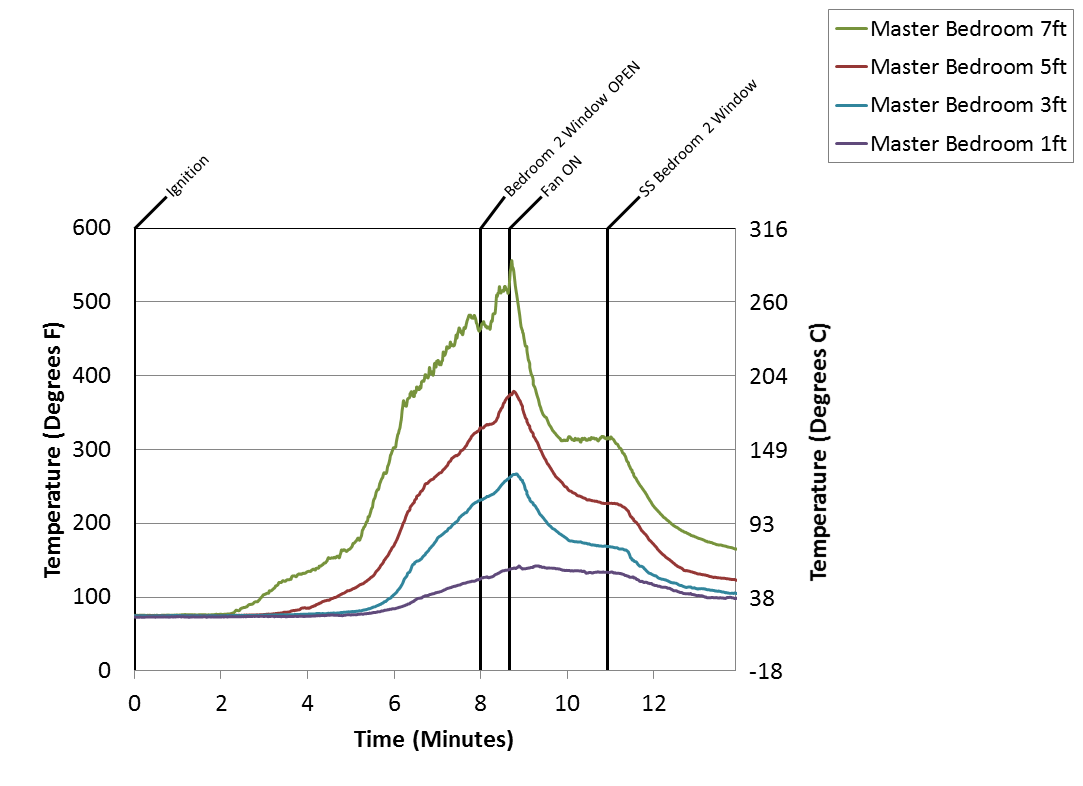 Master Bedroom 7ft
Master Bedroom 5ft
Master Bedroom 3ft
Master Bedroom 1ft
Ignition
Bedroom 2 Window OPEN
Fan ON
SS Bedroom 2 Window
600
500
400
300
200
100
0
316
260
204
149
93
38
-18
Temperature (Degrees F)
Temperature (Degrees C)
0 2 4 6 8 10 12
Time (Minutes)